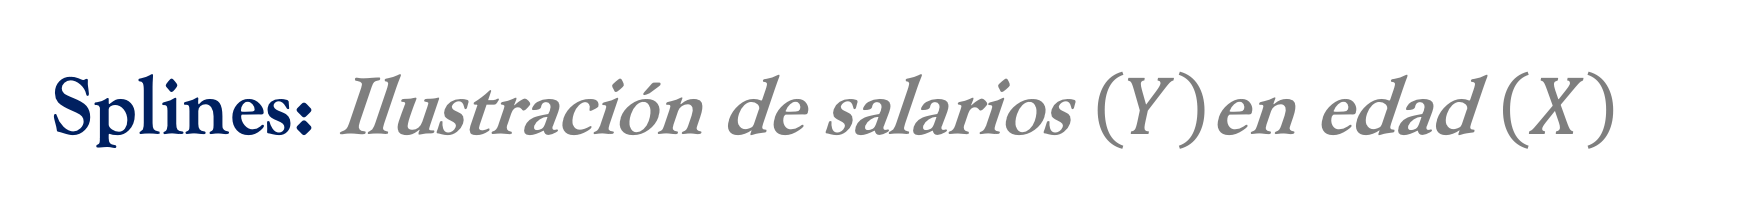 Splines: Ilustración de salarios (Y)en edad (X)